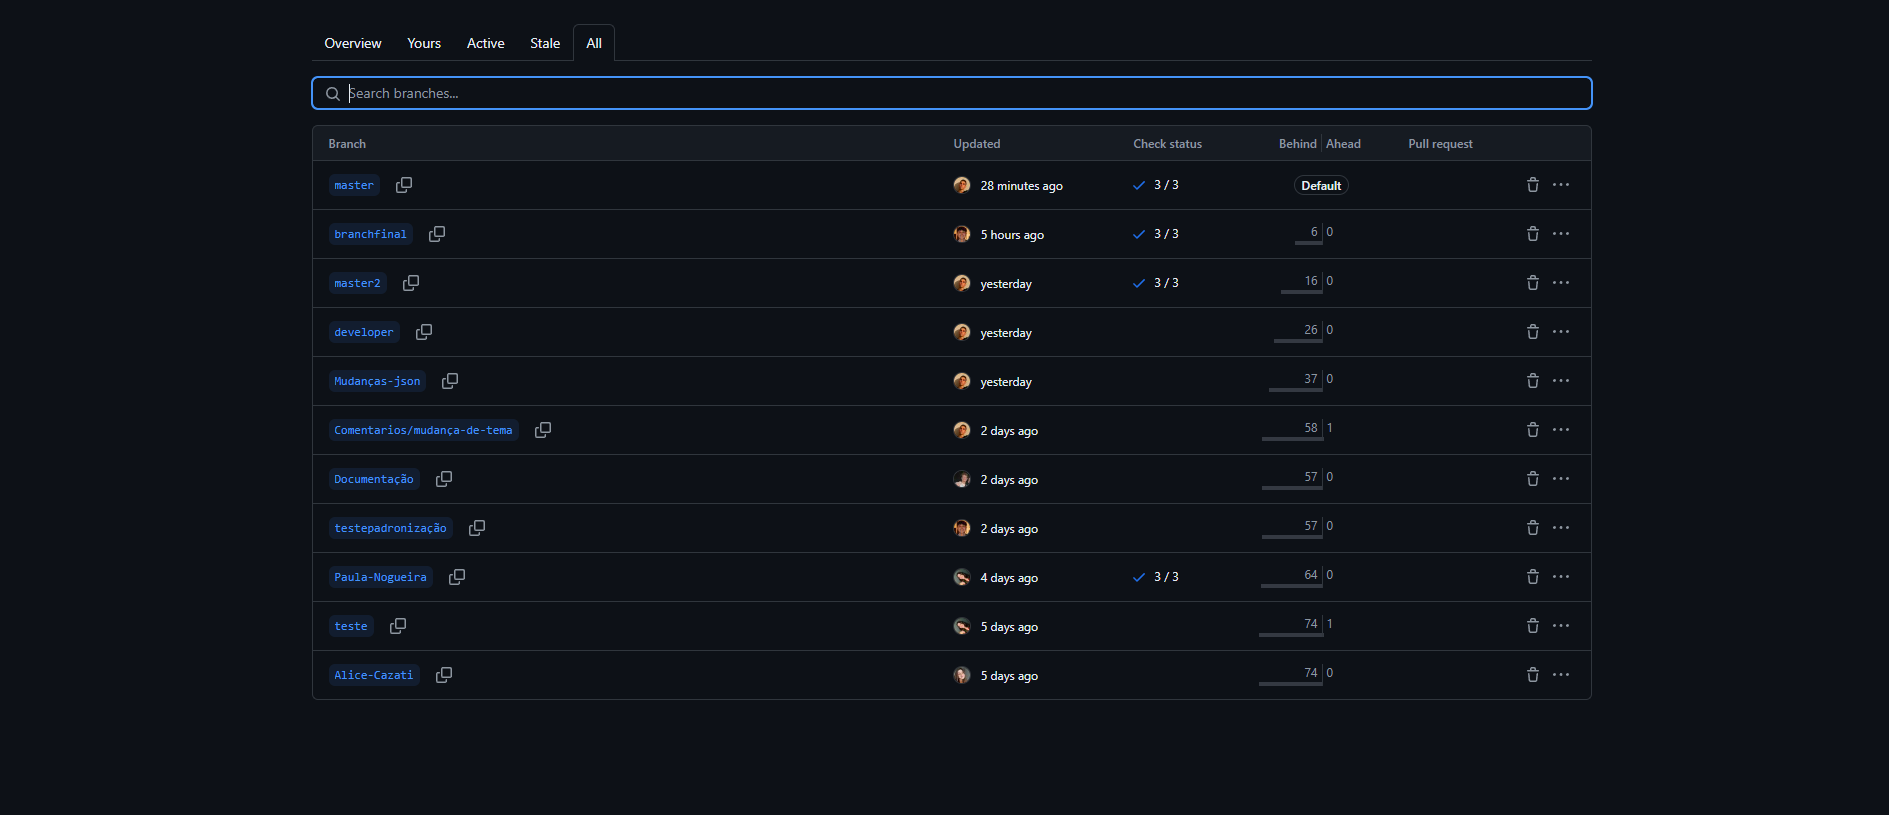 Overview Yours Active Stale All
Search branches...
Branch Updated Check status Behind Ahead Pull request
master 28 minutes ago 3 / 3 Default
branchfinal 5 hours ago 3 / 3 6 0
master2 yesterday 3 / 3 16 0
developer yesterday 26 0
Mudanças-json yesterday 37 0
Comentarios/mudança-de-tema 2 days ago 58 1
Documentação 2 days ago 57 0
testepadronização 2 days ago 57 0
Paula-Nogueira 4 days ago 3 / 3 64 0
teste 5 days ago 74 1
Alice-Cazati 5 days ago 74 0